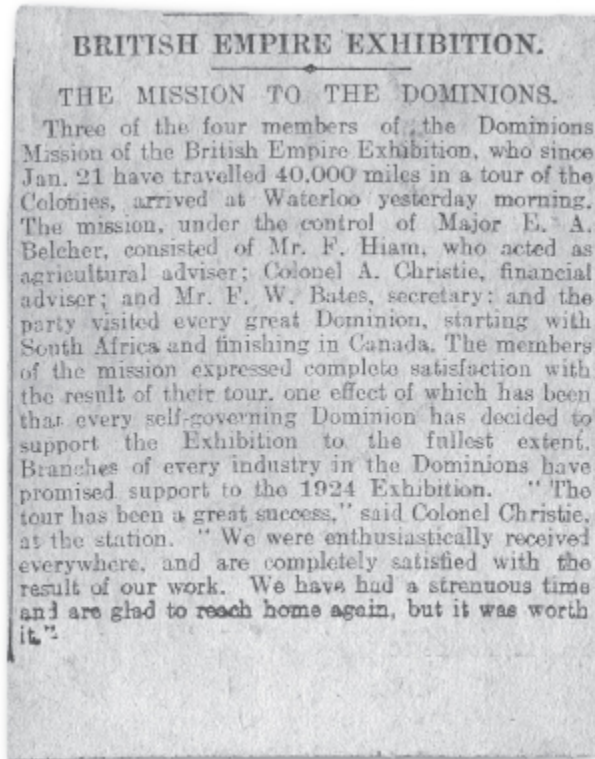 BRITISH EMPIRE EXHIBITION.
THE MISSION TO THE DOMINIONS.
Three of the four members of the Dominions
Mission of the British Empire Exhibition, who since
Jan. 21 have travelled 40,000 miles in a tour of the
Colonies, arrived at Waterloo yesterday morning.
The mission, under the control of Major E. A.
Belcher, consisted of Mr. F. Hiam, who acted as
agricultural adviser; Colonel A. Christie, financial
adviser; and Mr. F. W. Bates, secretary; and the
party visited every great Dominion, starting with
South Africa and finishing in Canada. The members
of the mission expressed complete satisfaction with
the result of their tour, one effect of which has been
that every self-governing Dominion has decided to
support the Exhibition to the fullest extent.
Branches of every industry in the Dominions have
promised support to the 1924 Exhibition. "The
tour has been a great success," said Colonel Christie,
at the station. "We were enthusiastically received
everywhere, and are completely satisfied with the
result of our work. We have had a strenuous time
and are glad to reach home again, but it was worth
it."